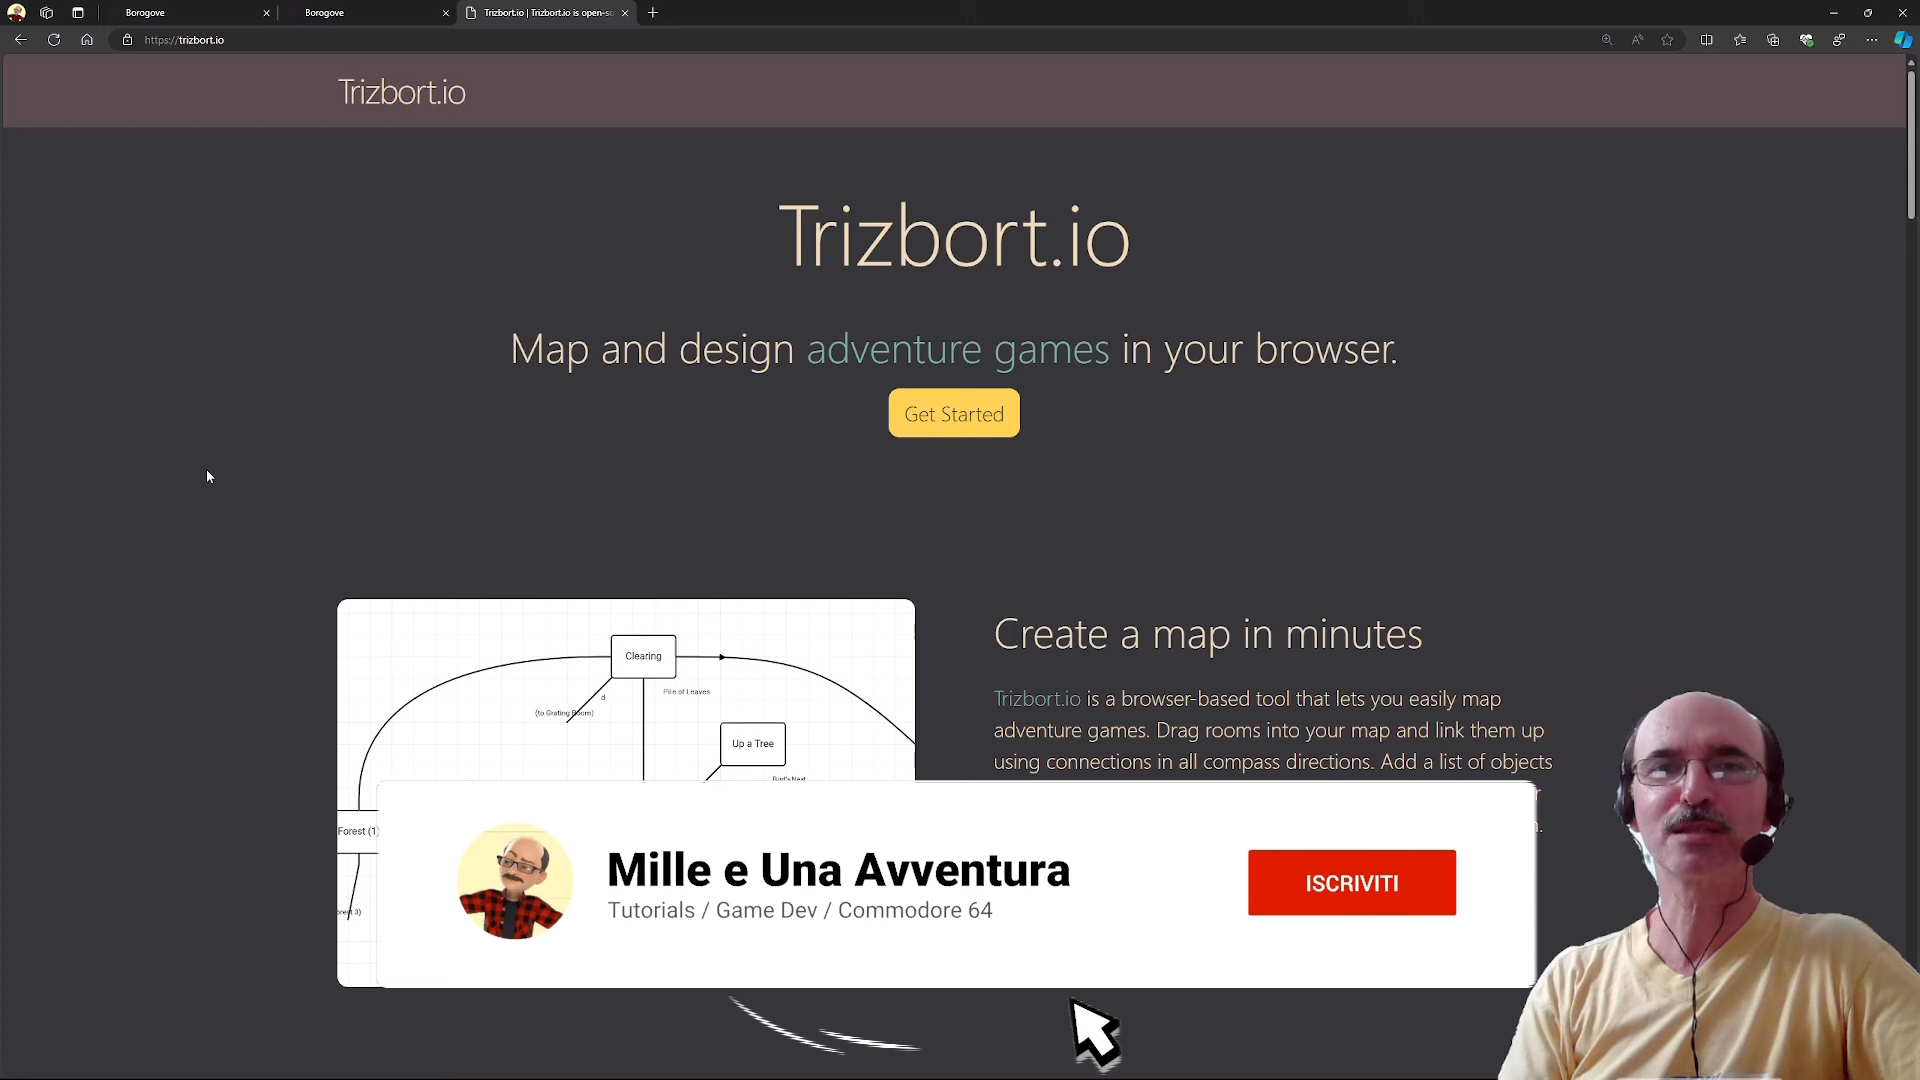 Borogove
Borogove
Trizbort.io | Trizbort.io is open-so
https://trizbort.io
Trizbort.io
Trizbort.io
Map and design adventure games in your browser.
Get Started
Clearing
Pile of Leaves
d
(to Grating Room)
Up a Tree
Bird's Nest
Forest (1)
Create a map in minutes
Trizbort.io is a browser-based tool that lets you easily map
adventure games. Drag rooms into your map and link them up
using connections in all compass directions. Add a list of objects
Mille e Una Avventura
Tutorials / Game Dev / Commodore 64
ISCRIVITI